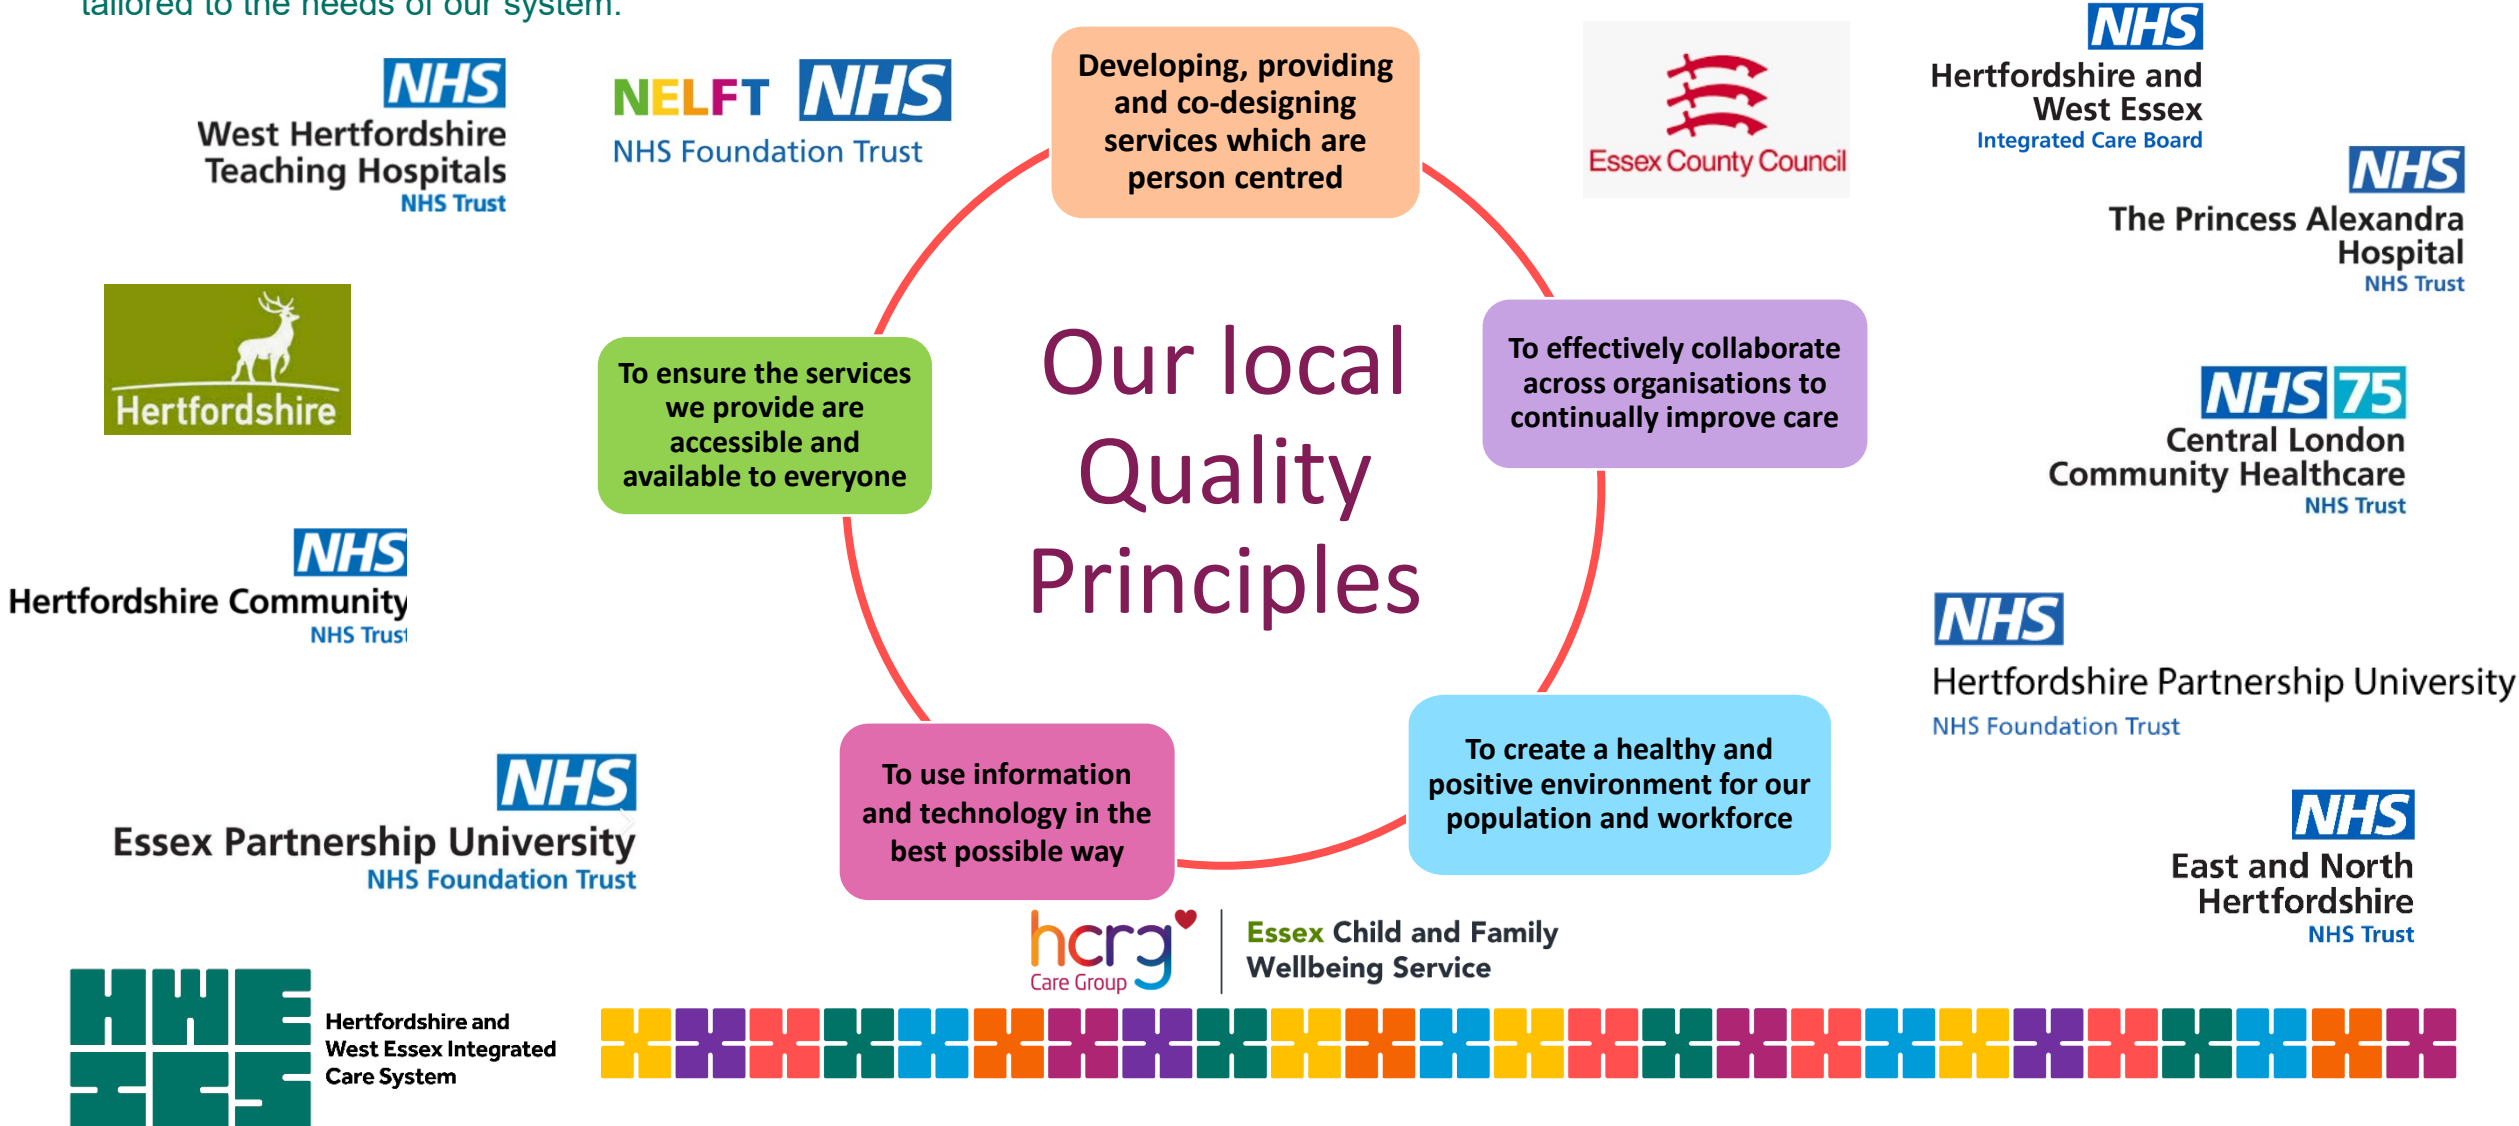 tailored to the needs of our system.
NHS
West Hertfordshire
Teaching Hospitals
NHS Trust
NELFT NHS
NHS Foundation Trust
Developing, providing
and co-designing
services which are
person centred
Essex County Council
NHS
Hertfordshire and
West Essex
Integrated Care Board
NHS
The Princess Alexandra
Hospital
NHS Trust
Hertfordshire
To ensure the services
we provide are
accessible and
available to everyone
Our local
Quality
Principles
To effectively collaborate
across organisations to
continually improve care
NHS 75
Central London
Community Healthcare
NHS Trust
NHS
Hertfordshire Community
NHS Trust
NHS
Hertfordshire Partnership University
NHS Foundation Trust
NHS
Essex Partnership University
NHS Foundation Trust
To use information
and technology in the
best possible way
To create a healthy and
positive environment for our
population and workforce
NHS
East and North
Hertfordshire
NHS Trust
hcrg
Care Group
Essex Child and Family
Wellbeing Service
HWE
ICS
Hertfordshire and
West Essex Integrated
Care System